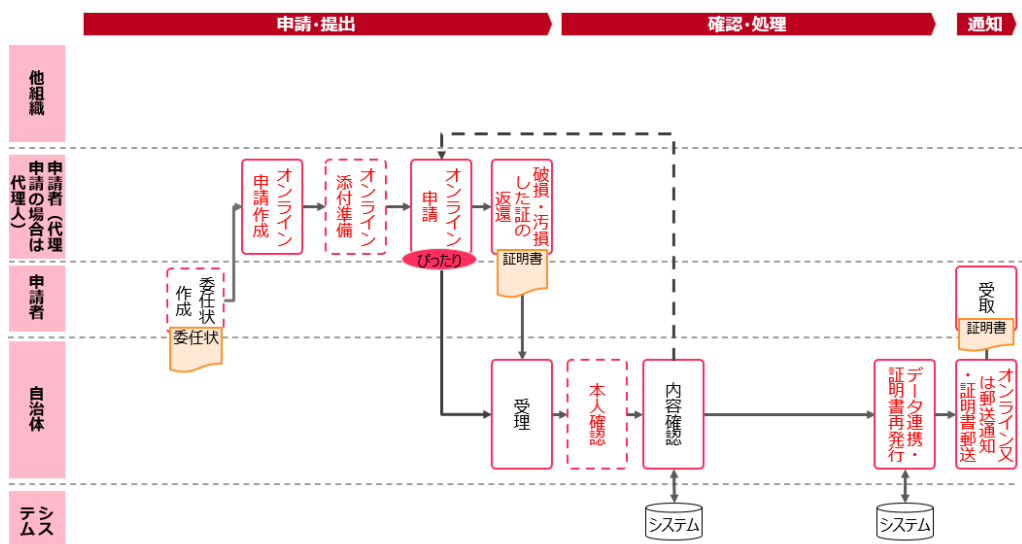 申請・提出
確認・処理
通知
他組織
申請者（代理
申請の場合は
代理人）
オンライン
申請作成
オンライン
添付準備
オンライン
申請
ぴったり
破損・汚損
した証の
返還
証明書
申請者
委任状
作成
委任状
受取
証明書
自治体
受理
本人確認
内容確認
データ連携・
証明書再発行
オンライン又
は郵送通知
・証明書郵送
シス
テム
システム
システム